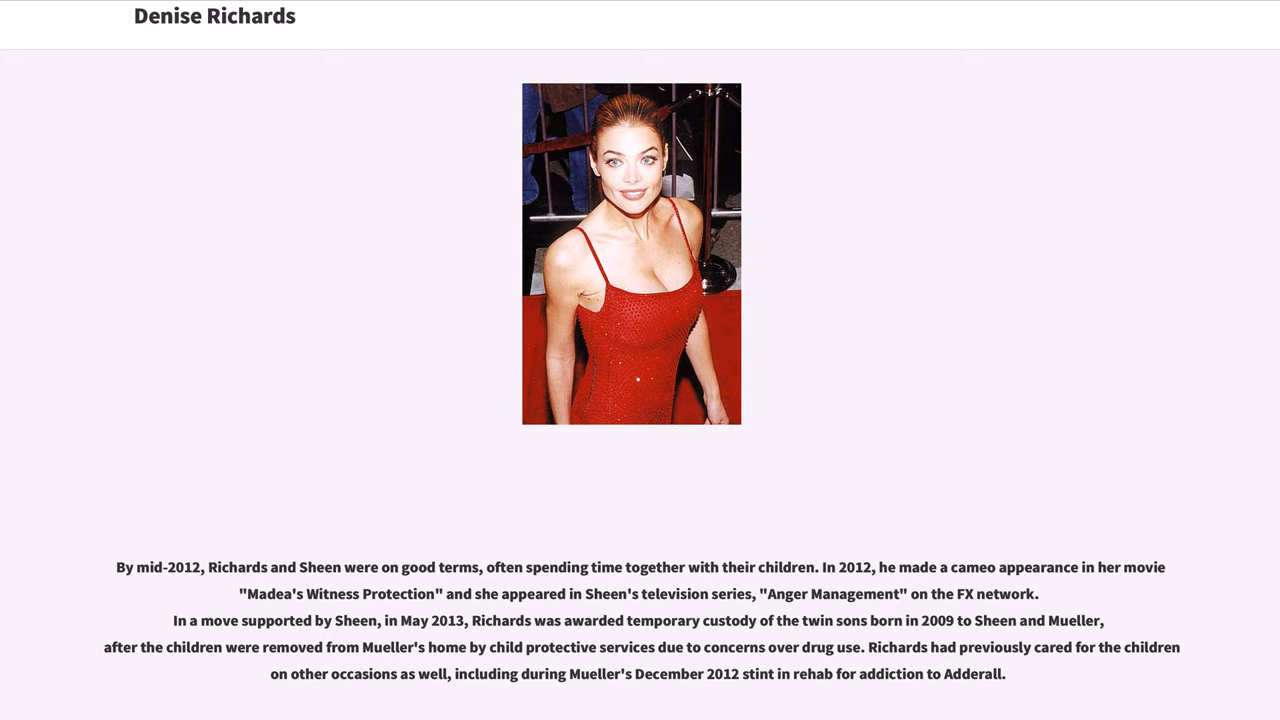 Denise Richards
By mid-2012, Richards and Sheen were on good terms, often spending time together with their children. In 2012, he made a cameo appearance in her movie
"Madea's Witness Protection" and she appeared in Sheen's television series, "Anger Management" on the FX network.
In a move supported by Sheen, in May 2013, Richards was awarded temporary custody of the twin sons born in 2009 to Sheen and Mueller,
after the children were removed from Mueller's home by child protective services due to concerns over drug use. Richards had previously cared for the children
on other occasions as well, including during Mueller's December 2012 stint in rehab for addiction to Adderall.